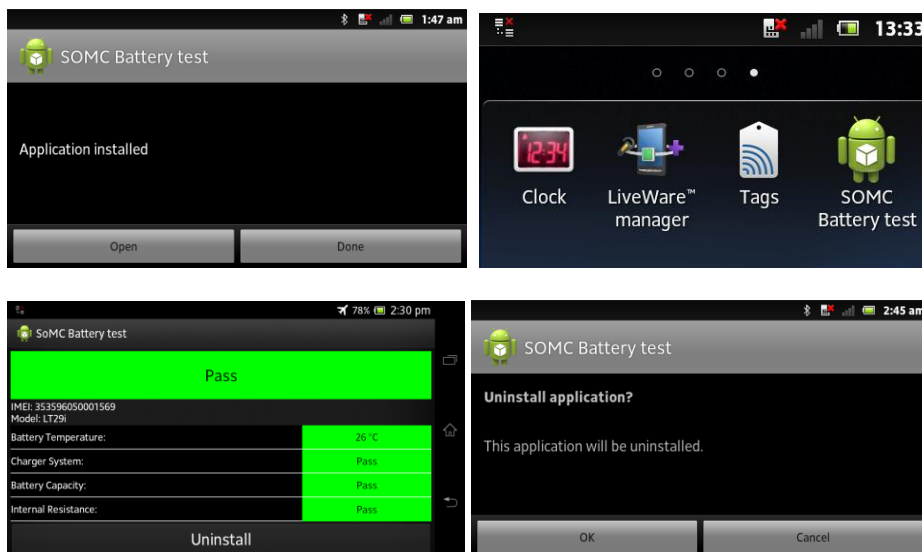 1:47 am
SOMC Battery test
Application installed
Open Done
13:33
12:34
Clock LiveWare™ manager Tags SOMC Battery test
78% 2:30 pm
SoMC Battery test
Pass
IMEI: 353596050001569
Model: LT29i
Battery Temperature: 26 °C
Charger System: Pass
Battery Capacity: Pass
Internal Resistance: Pass
Uninstall
2:45 am
SOMC Battery test
Uninstall application?
This application will be uninstalled.
OK Cancel